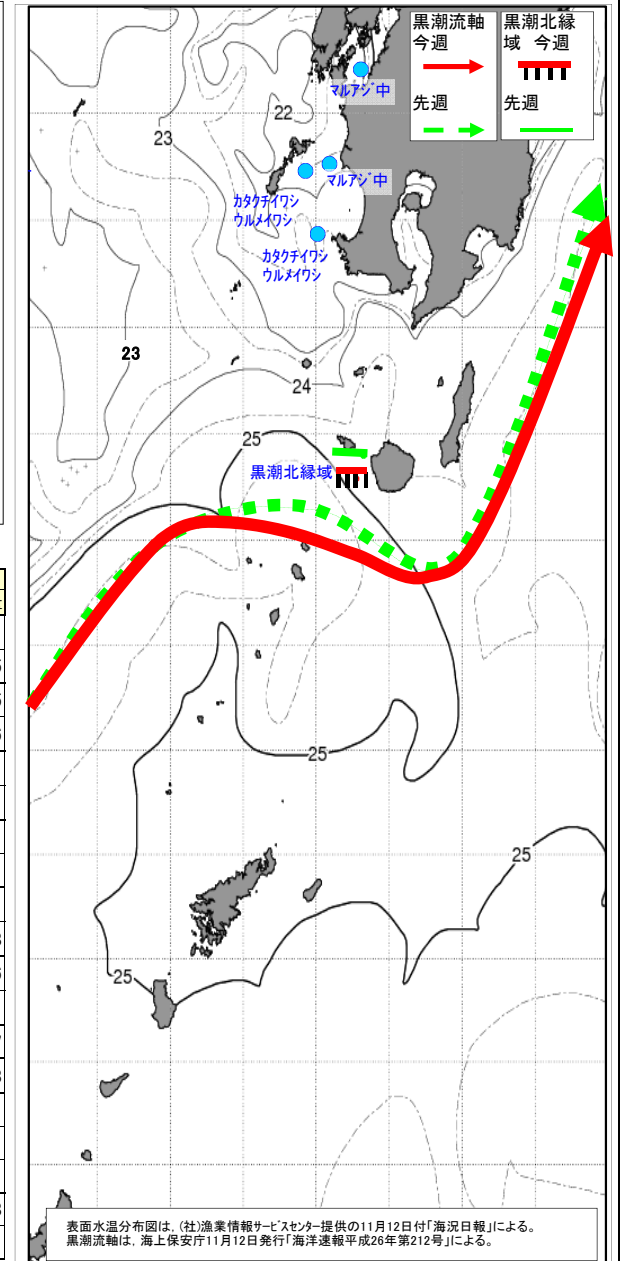 黒潮流軸
今週
先週
黒潮北縁
域 今週
先週
マルアジ中
22
23
マルアジ中
カタクチイワシ
ウルメイワシ
カタクチイワシ
ウルメイワシ
23
24
25
黒潮北縁域
25
25
25
表面水温分布図は, (社)漁業情報サービスセンター提供の11月12日付「海況日報」による。
黒潮流軸は, 海上保安庁11月12日発行「海洋速報平成26年第212号」による。